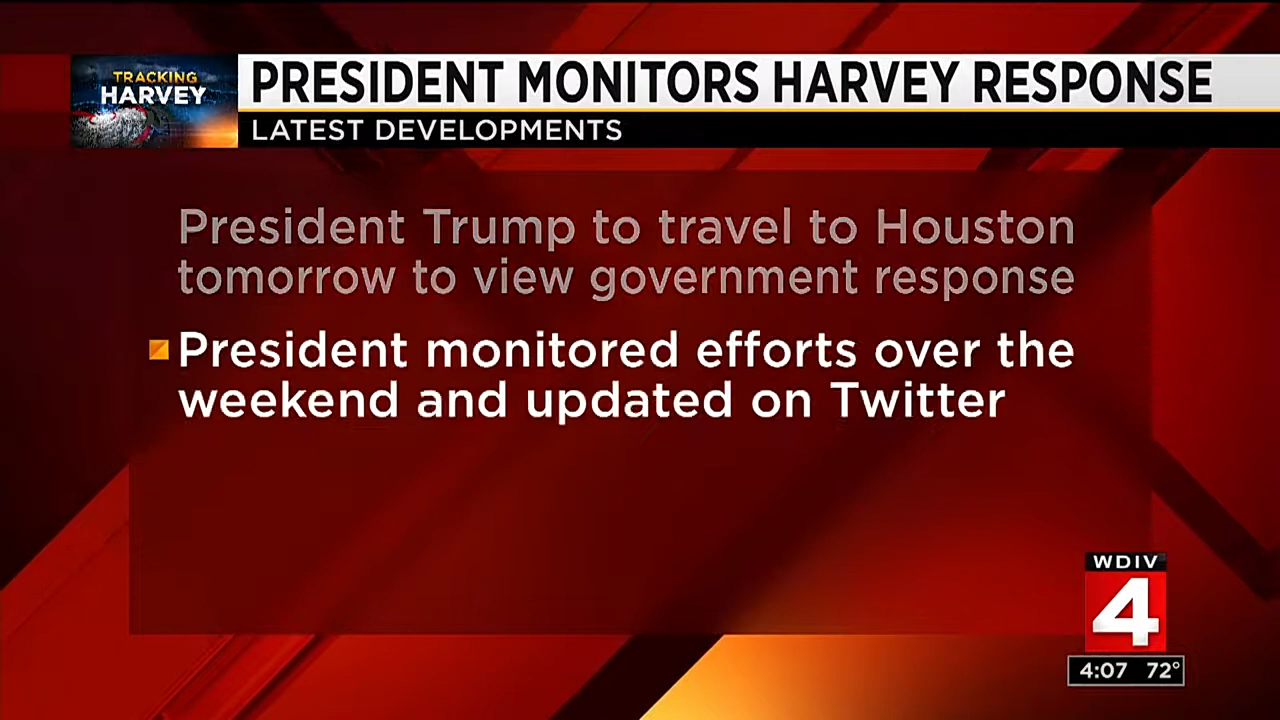 TRACKING
HARVEY
PRESIDENT MONITORS HARVEY RESPONSE
LATEST DEVELOPMENTS
President Trump to travel to Houston
tomorrow to view government response
President monitored efforts over the
weekend and updated on Twitter
WDIV
4
4:07 72°